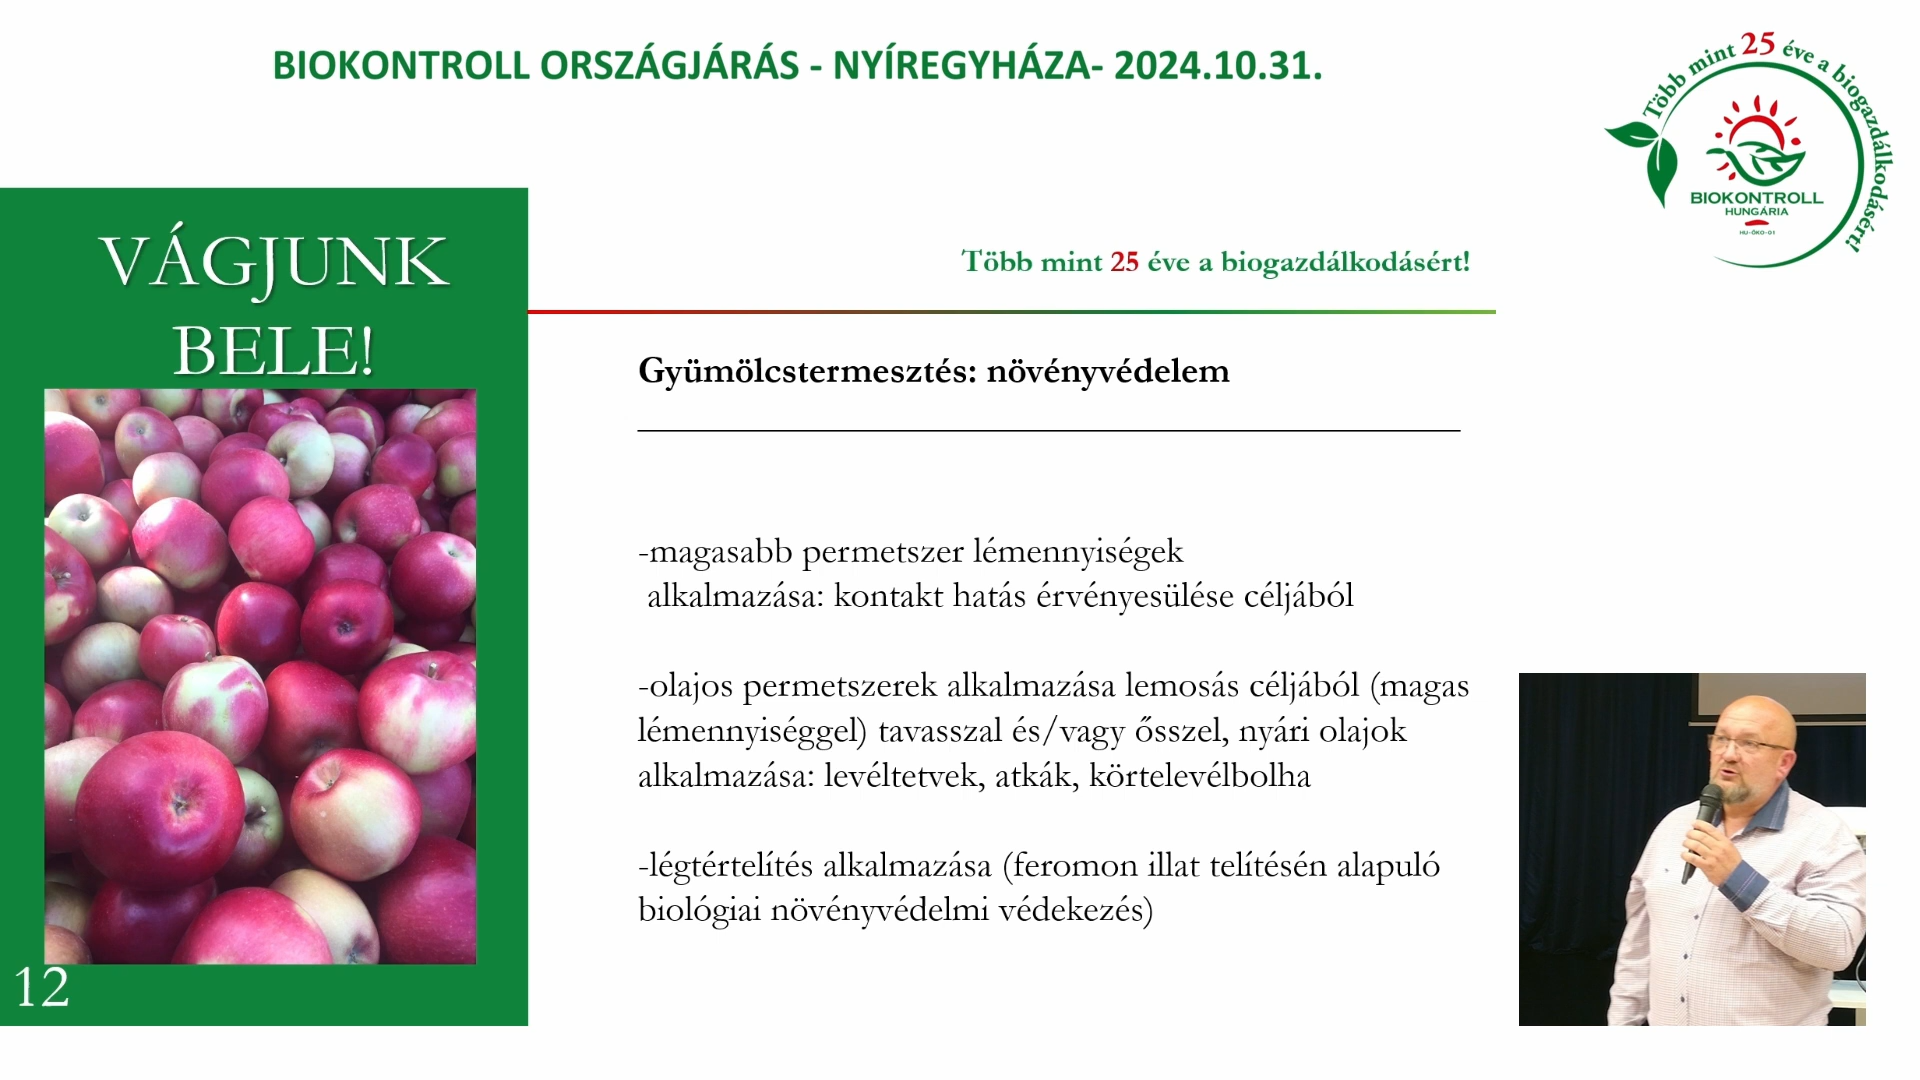 BIOKONTROLL ORSZÁGJÁRÁS - NYÍREGYHÁZA- 2024.10.31.
Több mint 25 éve a biogazdálkodásért!
BIOKONTROLL
HUNGÁRIA
HU-ÖKO-01
VÁGJUNK
BELE!
Több mint 25 éve a biogazdálkodásért!
Gyümölcstermesztés: növényvédelem
-magasabb permetszer lémennyiségek
alkalmazása: kontakt hatás érvényesülése céljából
-olajos permetszerek alkalmazása lemosás céljából (magas
lémennyiséggel) tavasszal és/vagy ősszel, nyári olajok
alkalmazása: levéltetvek, atkák, körtelevélbolha
-légtértelítés alkalmazása (feromon illat telítésén alapuló
biológiai növényvédelmi védekezés)
12